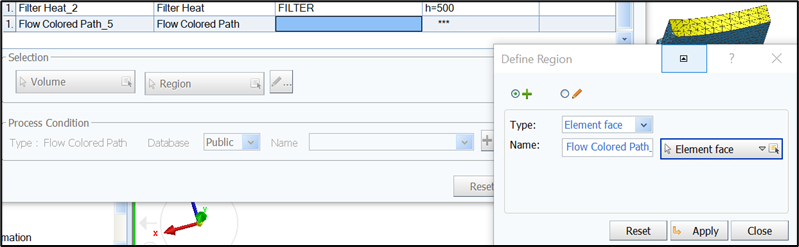 1. Filter Heat_2 Filter Heat FILTER h=500
1. Flow Colored Path_5 Flow Colored Path ***
Selection
Volume Region ...
Process Condition
Type : Flow Colored Path Database Public Name
Reset
mation
x
Y
Define Region ?
Type: Element face
Name: Flow Colored Path_ Element face
Reset Apply Close